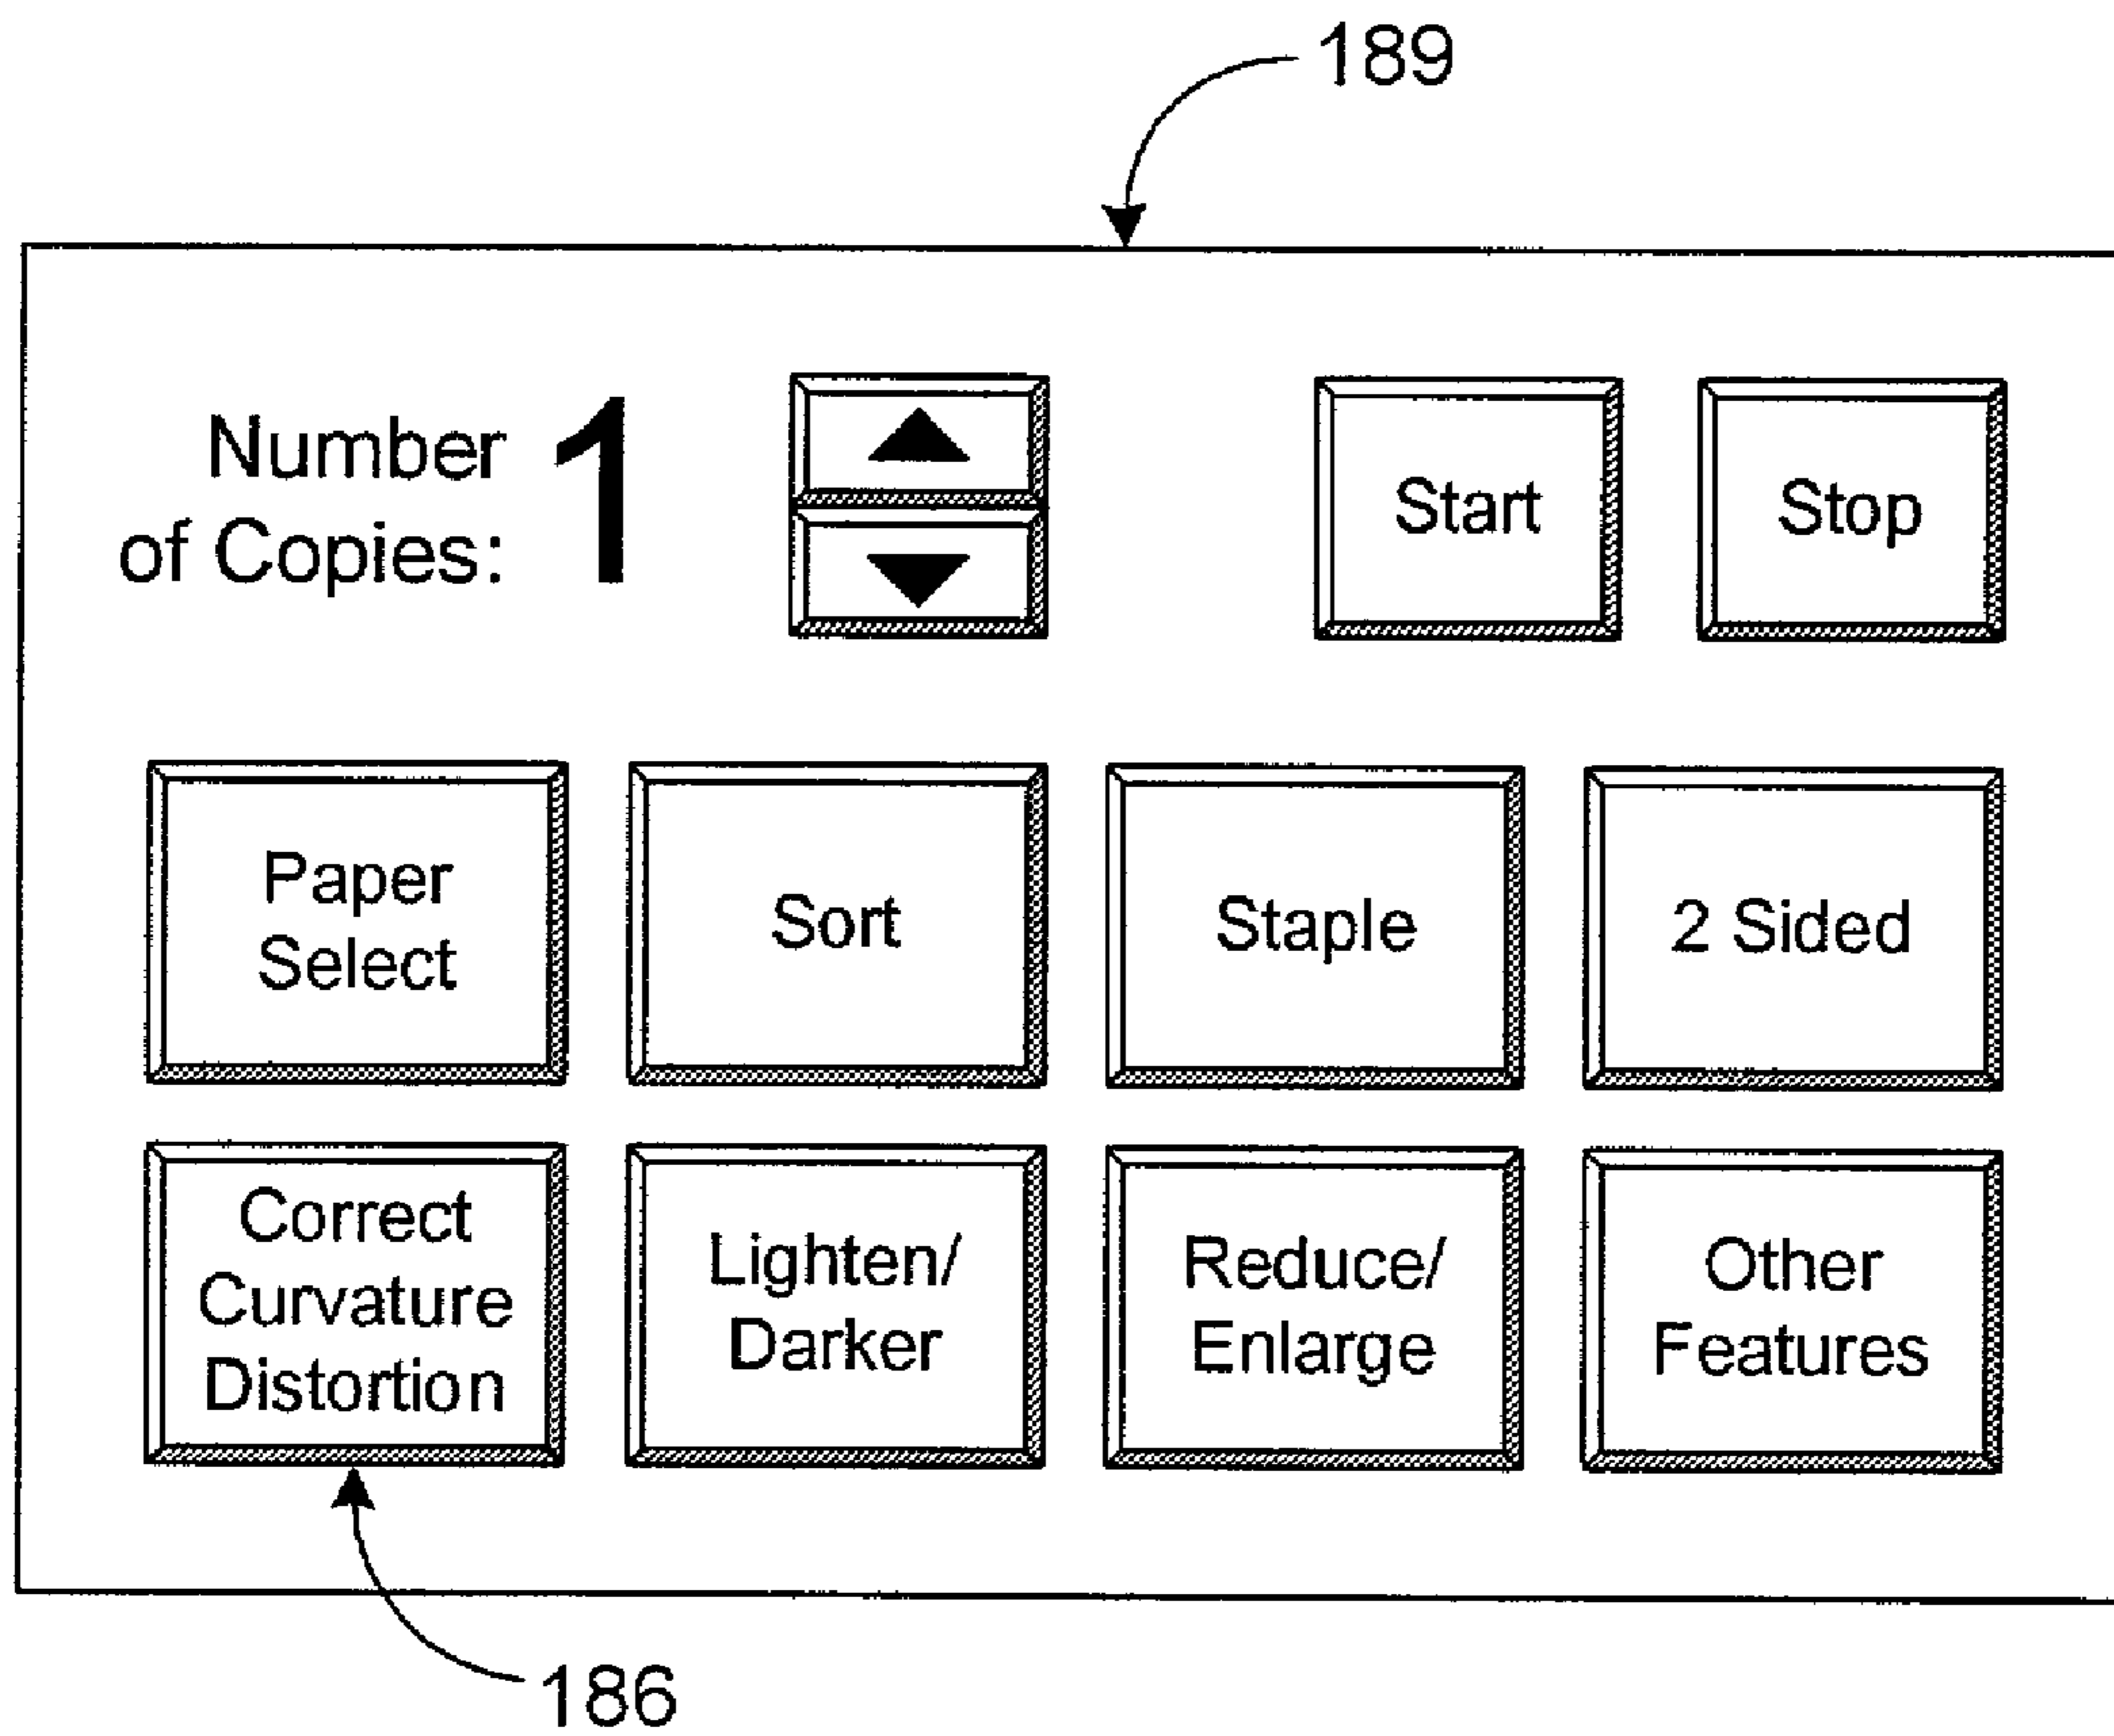 189
Number
of Copies:
1
Start
Stop
Paper
Select
Sort
Staple
2 Sided
Correct
Curvature
Distortion
Lighten/
Darker
Reduce/
Enlarge
Other
Features
186